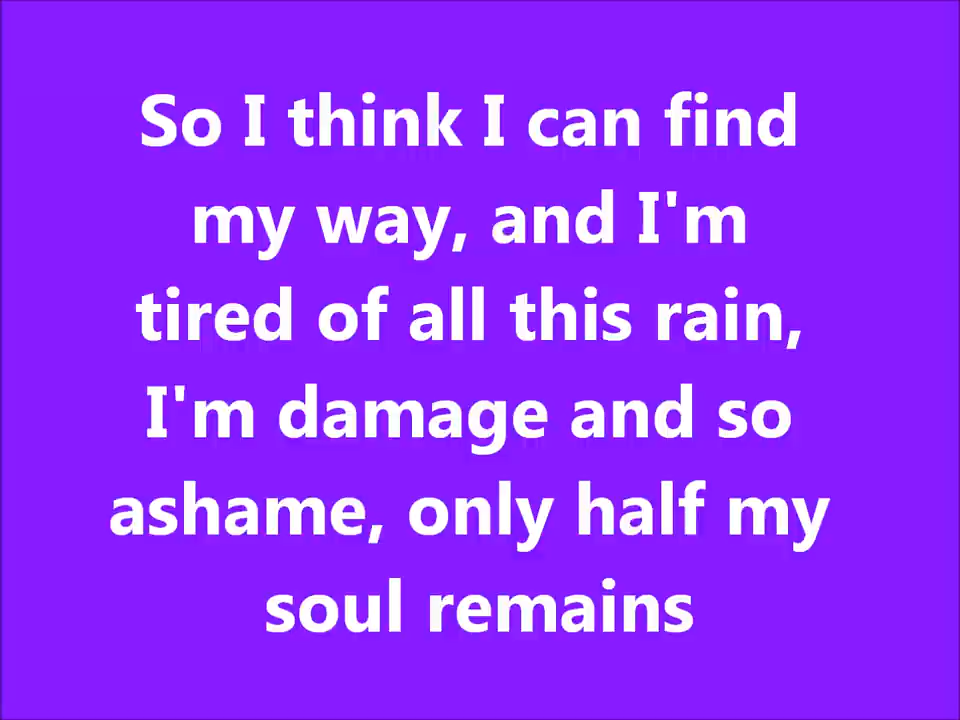 So I think I can find
my way, and I'm
tired of all this rain,
I'm damage and so
ashame, only half my
soul remains